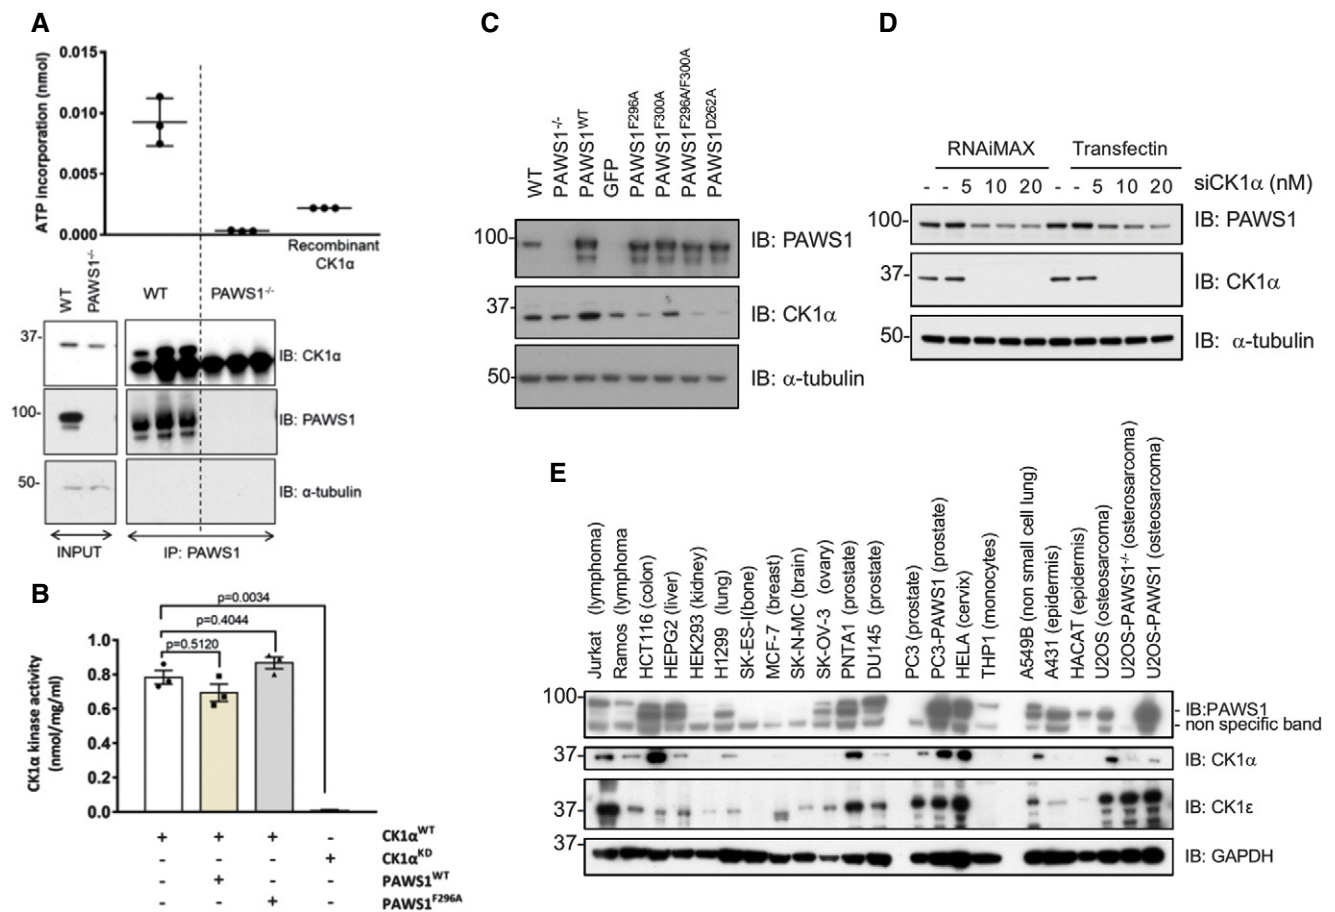 A
ATP incorporation (nmol)
0.015
0.010
0.005
0.000
Recombinant
CK1α
WT
PAWS1-/-
WT
PAWS1-/-
37-
IB: CK1α
100-
IB: PAWS1
50-
IB: α-tubulin
INPUT
IP: PAWS1
B
p=0.0034
p=0.4044
p=0.5120
CK1α kinase activity
(nmol/mg/ml)
1.0
0.8
0.6
0.4
0.2
0.0
+ + + - CK1αWT
- - - + CK1αKD
- + - - PAWS1WT
- - + - PAWS1F296A
C
WT
PAWS1-/-
PAWS1WT
GFP
PAWS1F296A
PAWS1F300A
PAWS1F296A/F300A
PAWS1D262A
100-
IB: PAWS1
37-
IB: CK1α
50-
IB: α-tubulin
D
RNAiMAX
Transfectin
- - 5 10 20 - - 5 10 20 siCK1α (nM)
100-
IB: PAWS1
37-
IB: CK1α
50-
IB: α-tubulin
E
Jurkat (lymphoma)
Ramos (lymphoma
HCT116 (colon)
HEPG2 (liver)
HEK293 (kidney)
H1299 (lung)
SK-ES-I(bone)
MCF-7 (breast)
SK-N-MC (brain)
SK-OV-3 (ovary)
PNTA1 (prostate)
DU145 (prostate)
PC3 (prostate)
PC3-PAWS1 (prostate)
HELA (cervix)
THP1 (monocytes)
A549B (non small cell lung)
A431 (epidermis)
HACAT (epidermis)
U2OS (osteosarcoma)
U2OS-PAWS1-/- (osterosarcoma)
U2OS-PAWS1 (osteosarcoma)
100-
- IB:PAWS1
- non specific band
37-
IB: CK1α
37-
IB: CK1ε
37-
IB: GAPDH